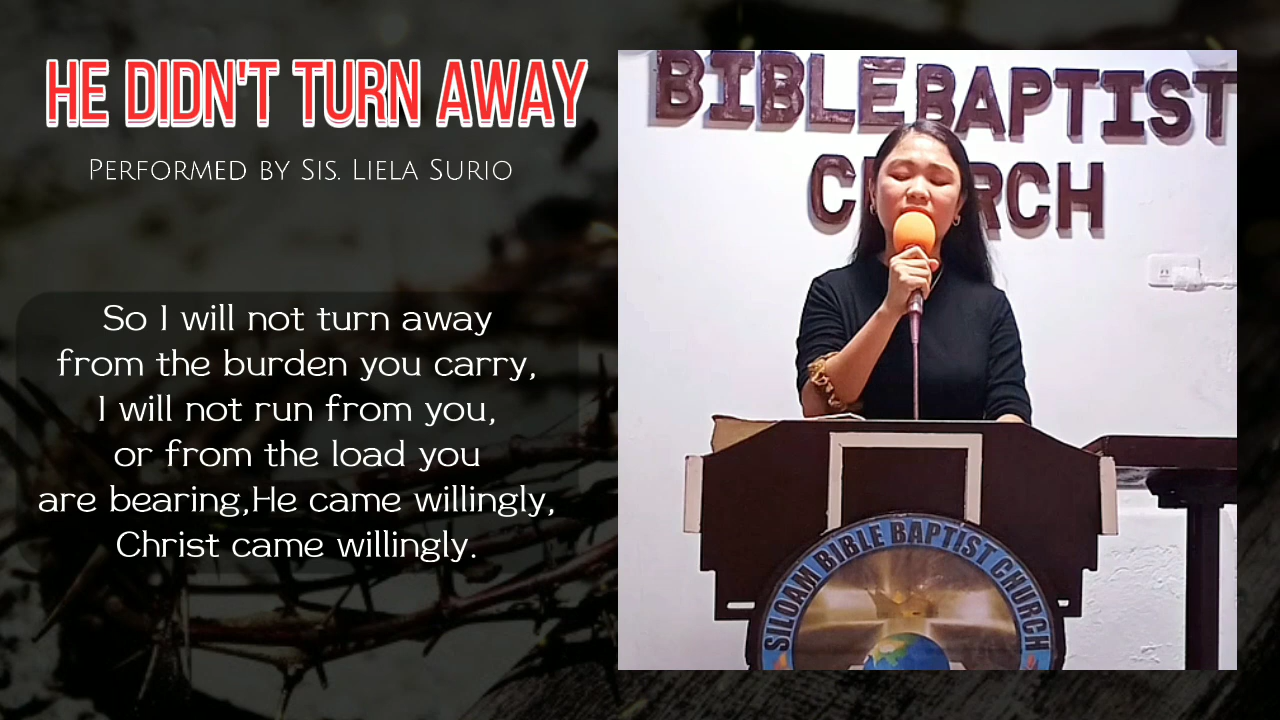 HE DIDN'T TURN AWAY
PERFORMED BY SIS. LIELA SURIO
So I will not turn away
from the burden you carry,
I will not run from you,
or from the load you
are bearing,He came willingly,
Christ came willingly.
BIBLE BAPTIST
CHURCH
SILOAM BIBLE BAPTIST CHURCH